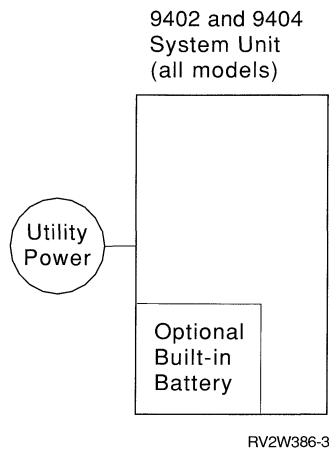 9402 and 9404
System Unit
(all models)
Utility
Power
Optional
Built-in
Battery
RV2W386-3